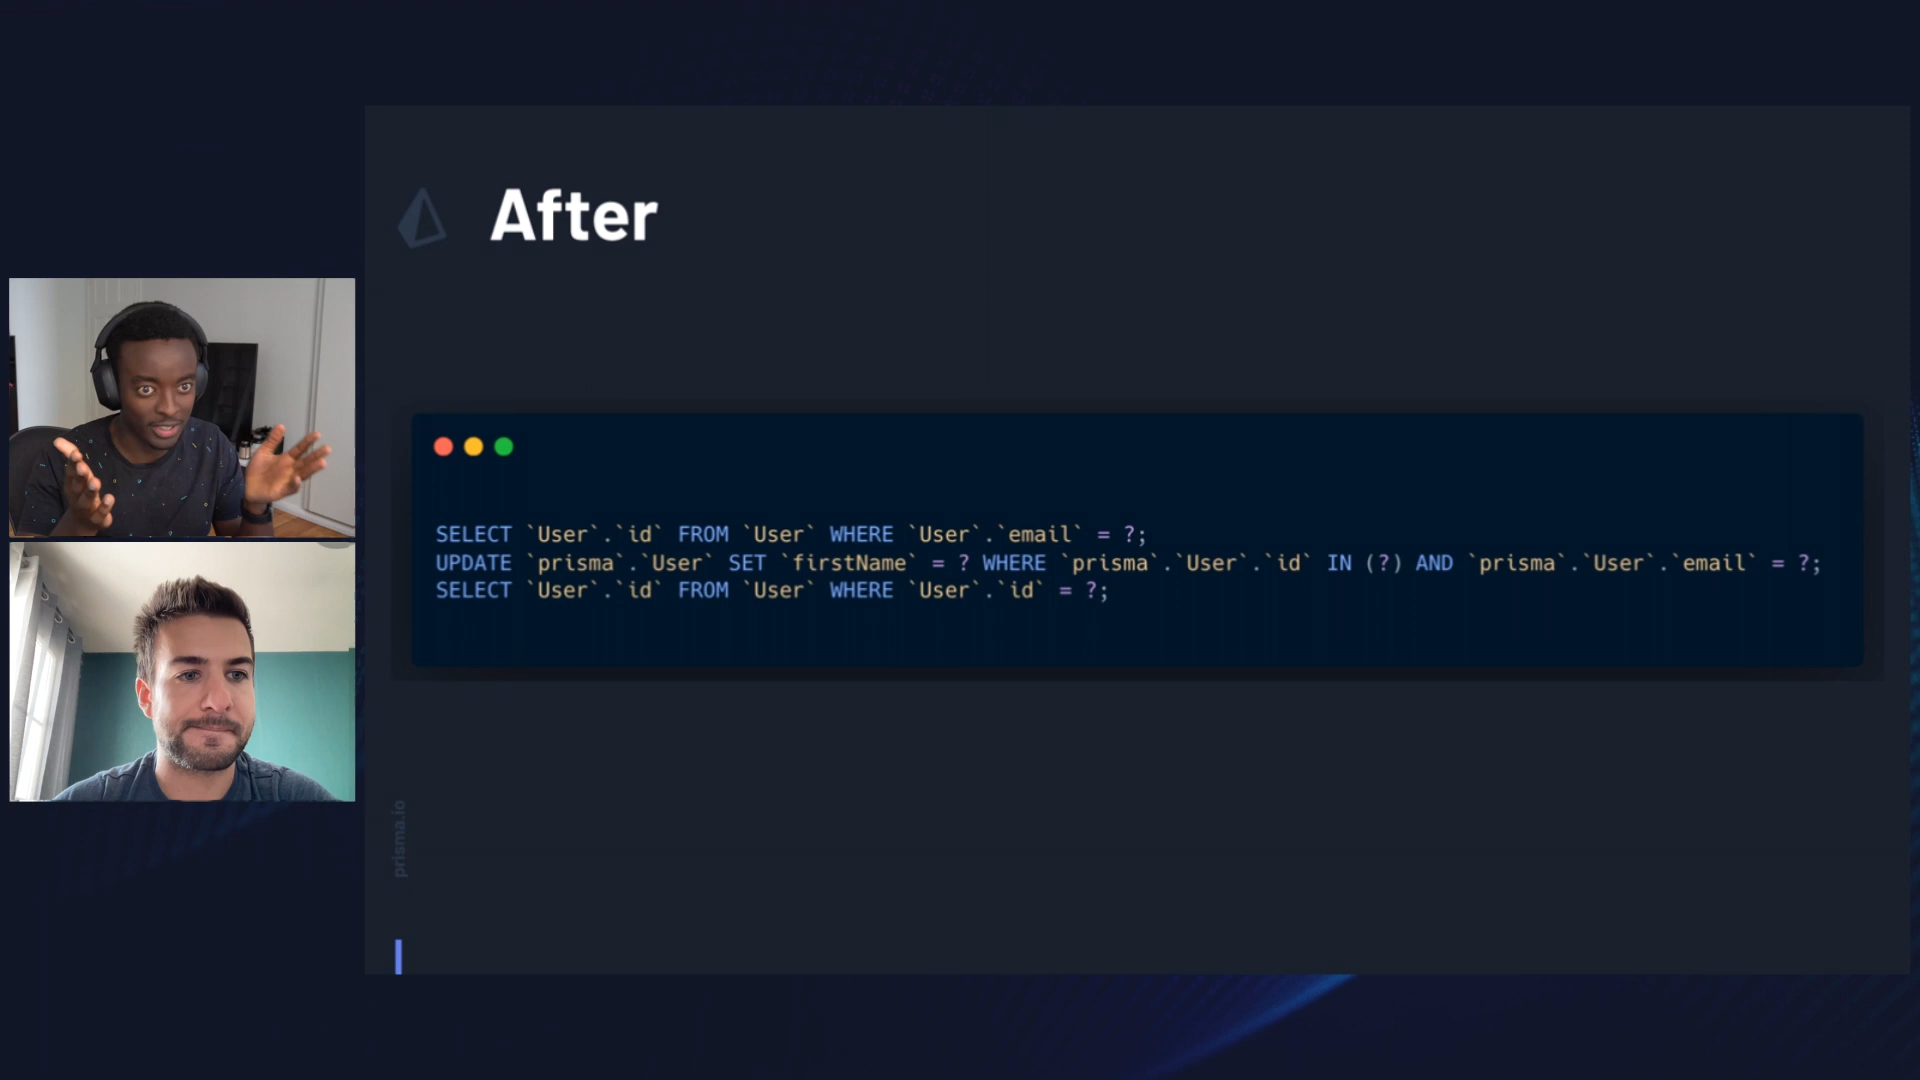 After
SELECT `User`.`id` FROM `User` WHERE `User`.`email` = ?;
UPDATE `prisma`.`User` SET `firstName` = ? WHERE `prisma`.`User`.`id` IN (?) AND `prisma`.`User`.`email` = ?;
SELECT `User`.`id` FROM `User` WHERE `User`.`id` = ?;
prisma.io